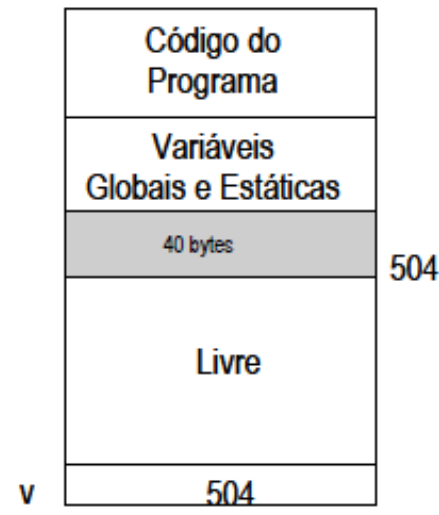 Código do
Programa
Variáveis
Globais e Estáticas
40 bytes
504
Livre
v
504